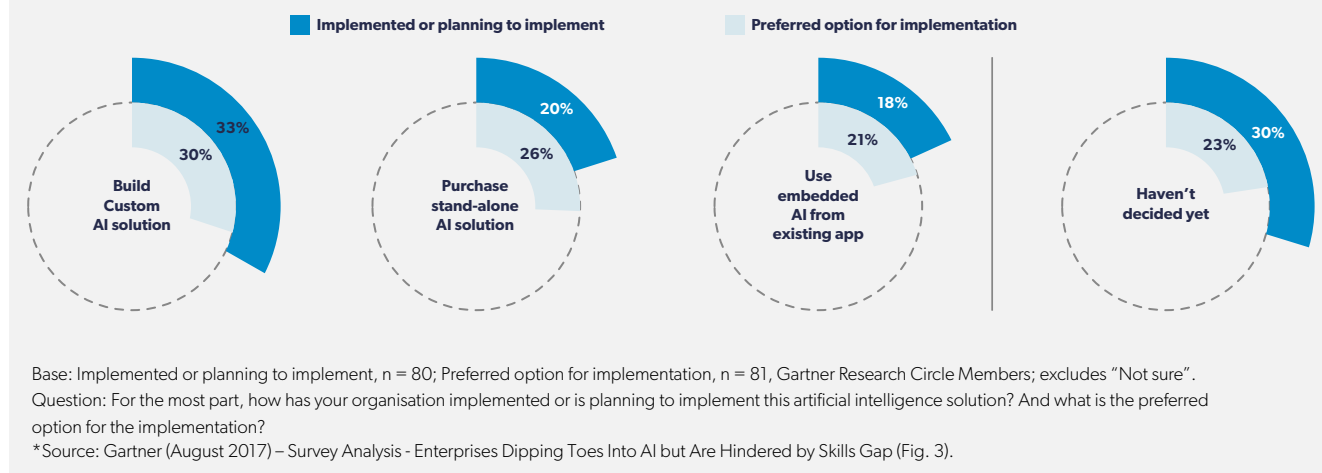 Implemented or planning to implement
Preferred option for implementation
33%
30%
Build
Custom
AI solution
20%
26%
Purchase
stand-alone
AI solution
18%
21%
Use
embedded
AI from
existing app
30%
23%
Haven’t
decided yet
Base: Implemented or planning to implement, n = 80; Preferred option for implementation, n = 81, Gartner Research Circle Members; excludes “Not sure”.
Question: For the most part, how has your organisation implemented or is planning to implement this artificial intelligence solution? And what is the preferred
option for the implementation?
*Source: Gartner (August 2017) – Survey Analysis - Enterprises Dipping Toes Into AI but Are Hindered by Skills Gap (Fig. 3).